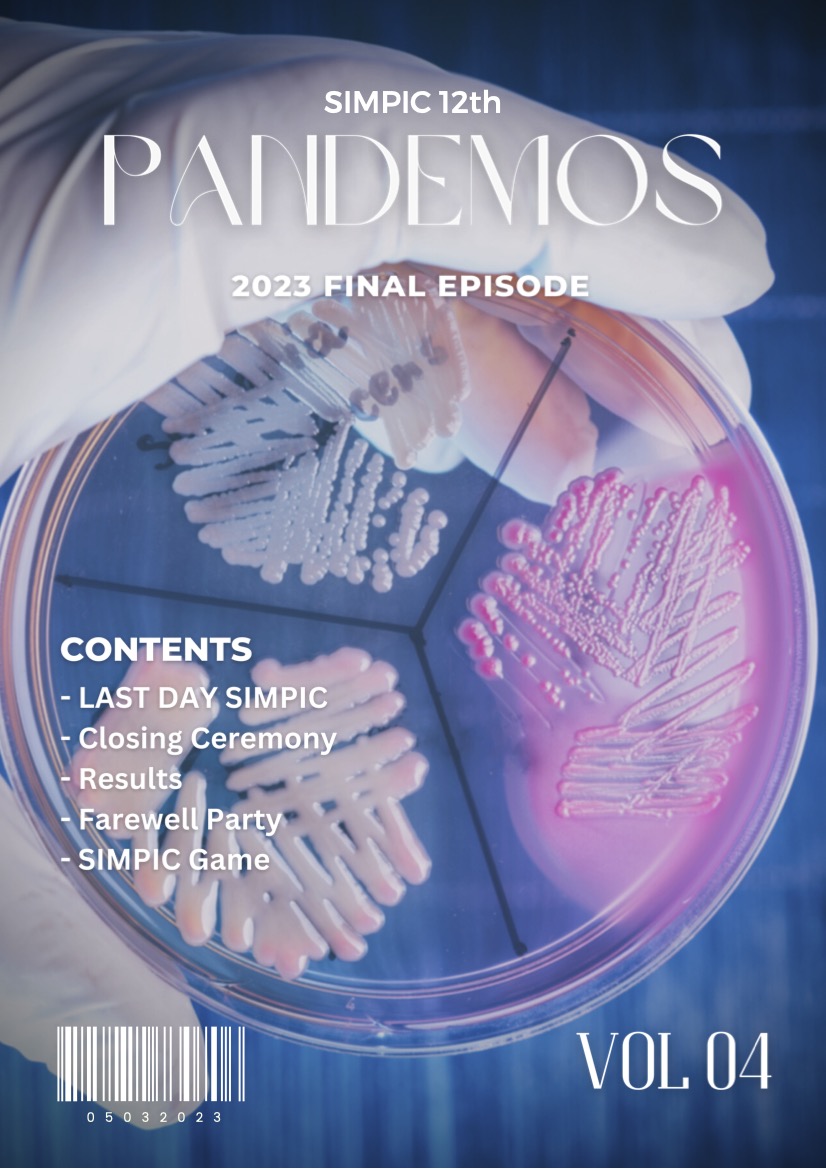 SIMPIC 12th
PANDEMOS
2023 FINAL EPISODE
CONTENTS
- LAST DAY SIMPIC
- Closing Ceremony
- Results
- Farewell Party
- SIMPIC Game
VOL 04
05032023